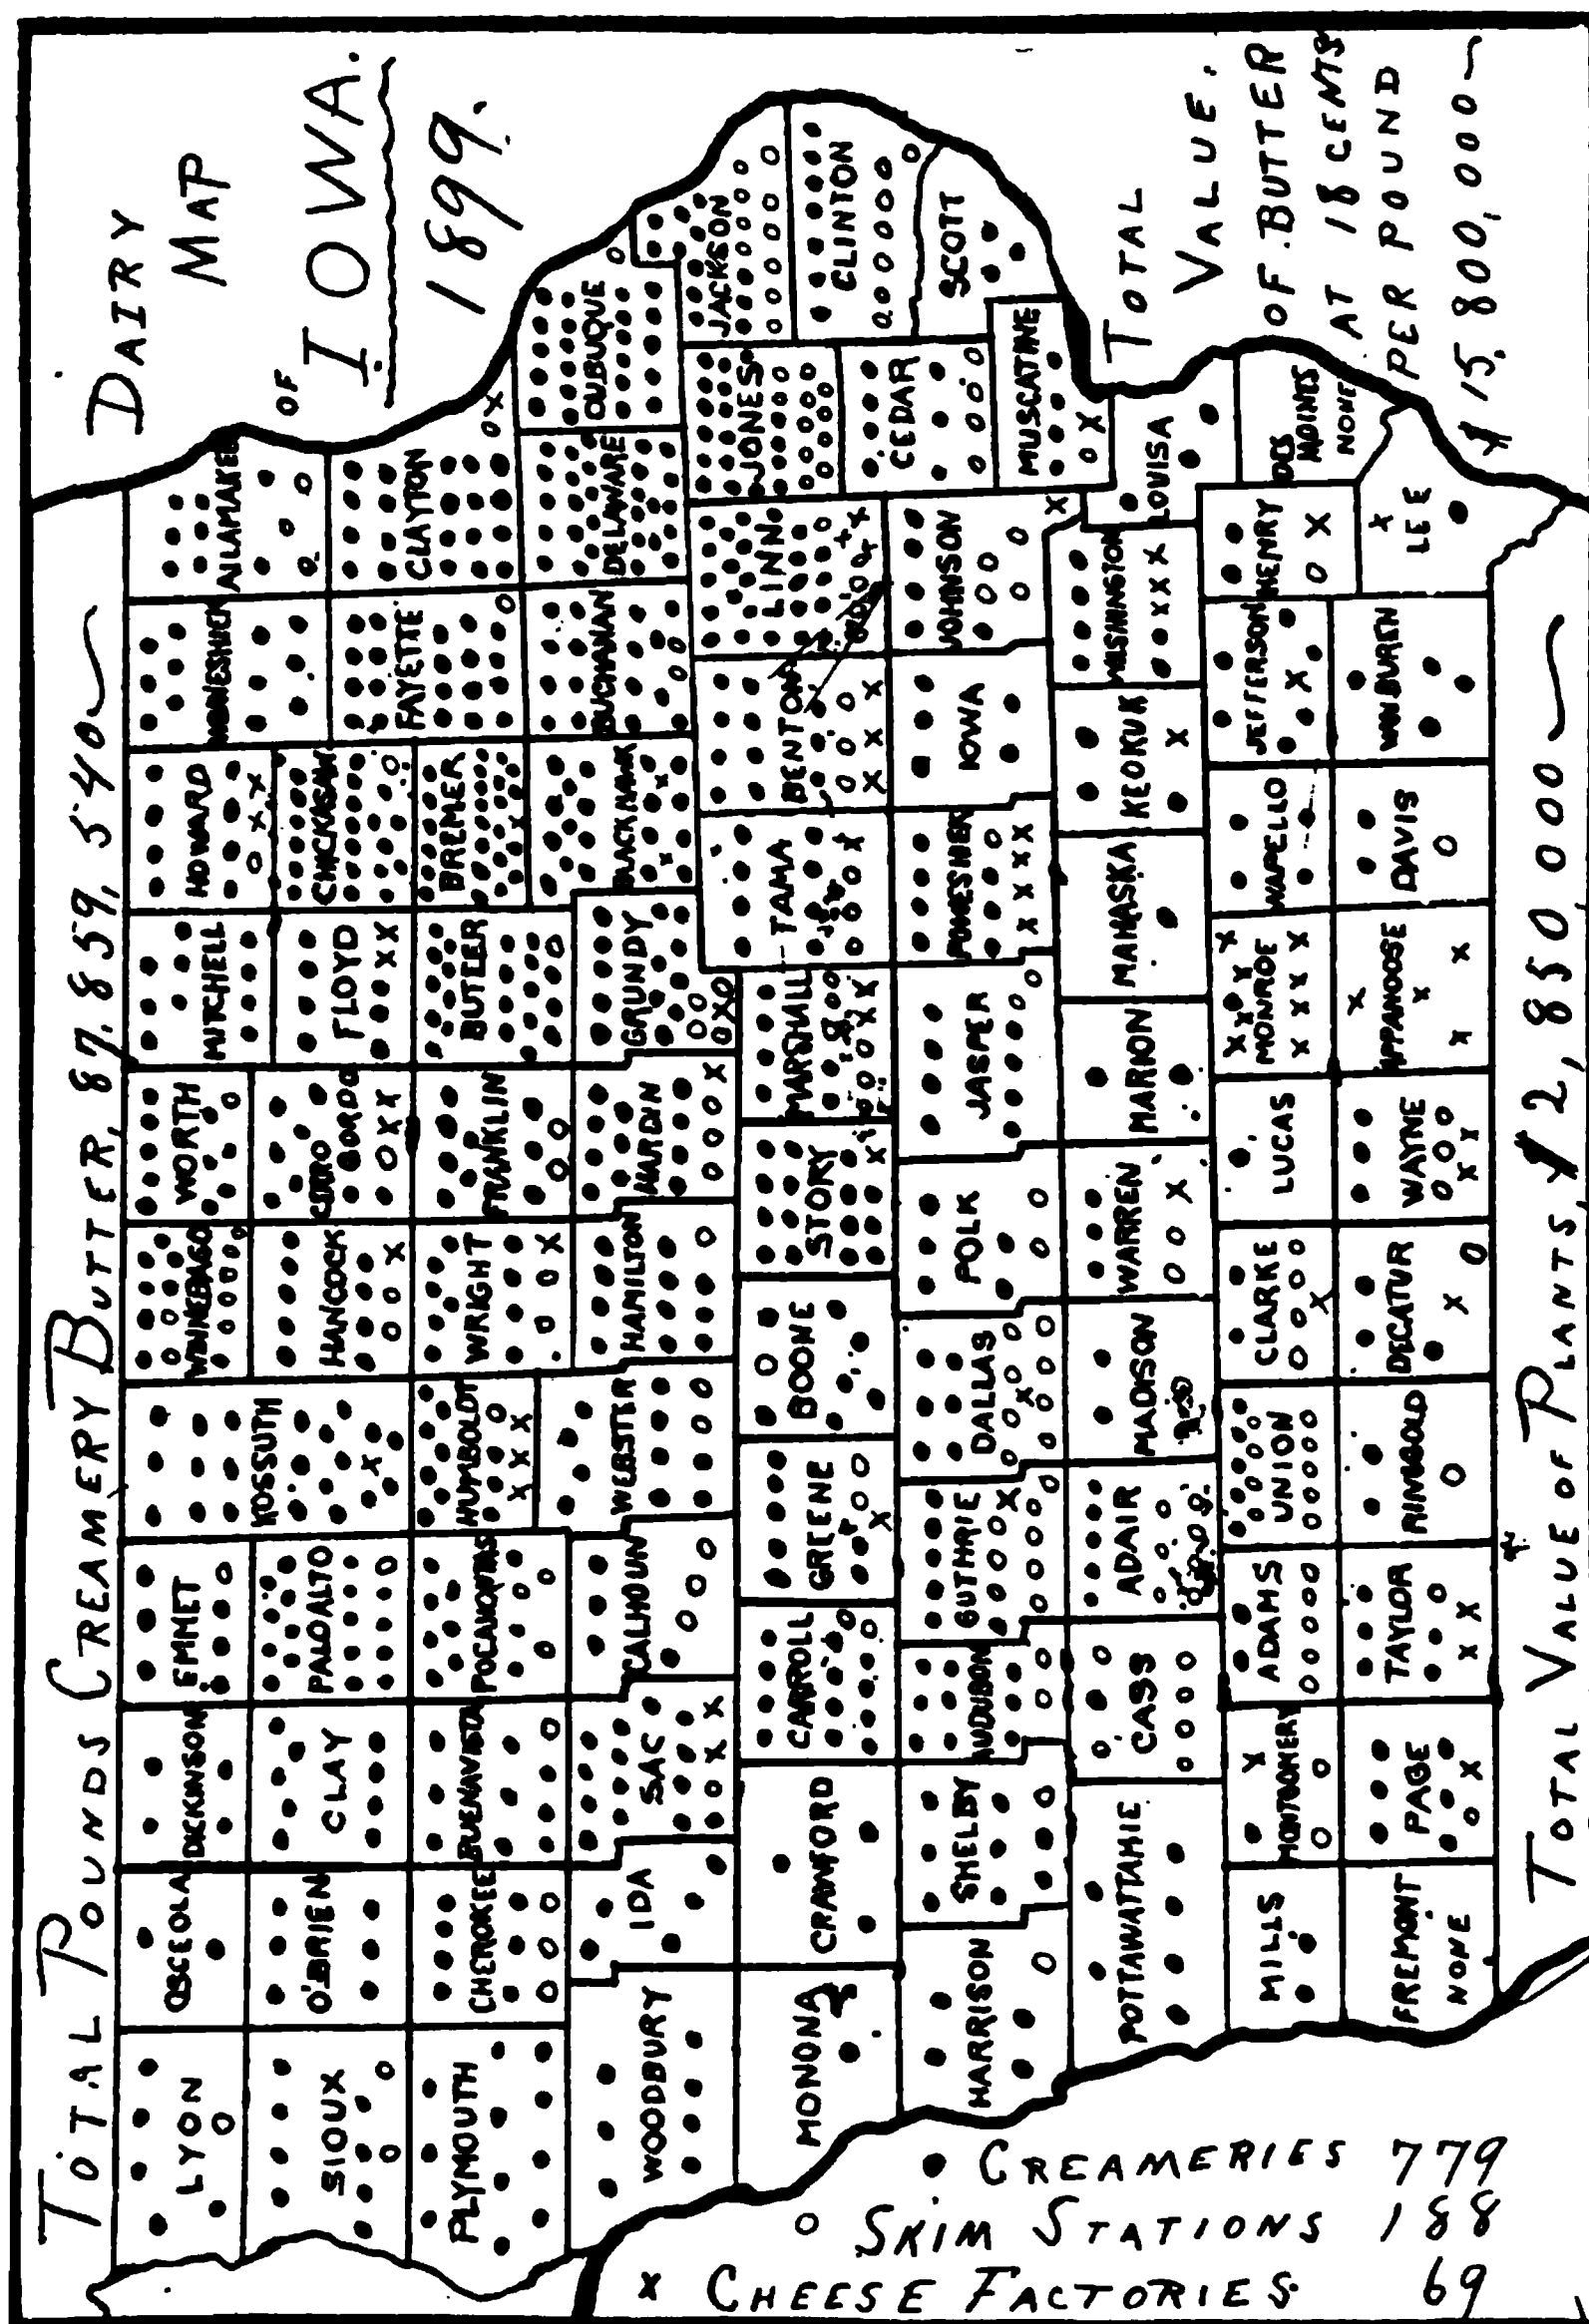 TOTAL POUNDS CREAMERY BUTTER, 87.859,540
DAIRY
MAP
OF
IOWA.
1899.
LYON
OSCEOLA
DICKINSON
EMMET
KOSSUTH
WINNEBAGO
WORTH
MITCHELL
HOWARD
WINNESHIEK
ALLAMAKEE
SIOUX
O'BRIEN
CLAY
PALO ALTO
HANCOCK
CERRO
GORDO
FLOYD
CHICKASAW
FAYETTE
CLAYTON
PLYMOUTH
CHEROKEE
BUENA VISTA
POCAHONTAS
HUMBOLDT
WRIGHT
FRANKLIN
BUTLER
BREMER
WOODBURY
IDA
SAC
CALHOUN
WEBSTER
HAMILTON
HARDIN
GRUNDY
BLACK HAWK
BUCHANAN
DELAWARE
DUBUQUE
MONONA
CRAWFORD
CARROLL
GREENE
BOONE
STORY
MARSHALL
TAMA
BENTON
LINN
JONES
JACKSON
HARRISON
SHELBY
AUDUBON
GUTHRIE
DALLAS
POLK
JASPER
POWESHIEK
IOWA
JOHNSON
CEDAR
CLINTON
SCOTT
MUSCATINE
POTTAWATTAMIE
CASS
ADAIR
MADISON
WARREN
MARION
MAHASKA
KEOKUK
WASHINGTON
LOUISA
MILLS
MONTGOMERY
ADAMS
UNION
CLARKE
LUCAS
MONROE
WAPELLO
JEFFERSON
HENRY
DES
MOINES
NONE
FREMONT
NONE
PAGE
TAYLOR
RINGGOLD
DECATUR
WAYNE
APPANOOSE
DAVIS
VAN BUREN
LEE
TOTAL
VALUE.
OF BUTTER
AT 18 CENTS
PER POUND
$15,800,000
CREAMERIES 779
SKIM STATIONS 188
x CHEESE FACTORIES. 69
TOTAL VALUE OF PLANTS, $2,850,000